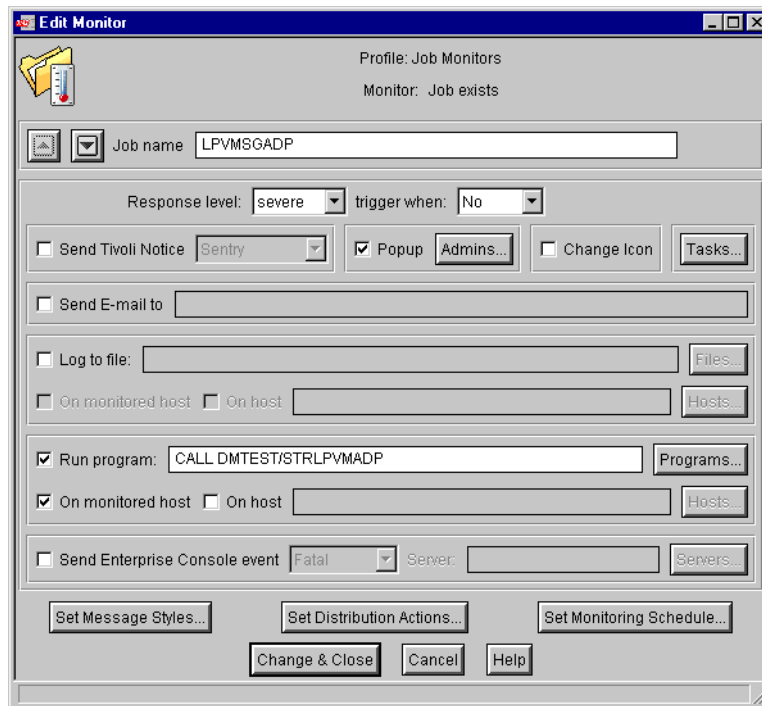 Edit Monitor
Profile: Job Monitors
Monitor: Job exists
Job name LPVMSGADP
Response level: severe trigger when: No
Send Tivoli Notice Sentry Popup Admins... Change Icon Tasks...
Send E-mail to
Log to file: Files...
On monitored host On host Hosts...
Run program: CALL DMTEST/STRLPVMADP Programs...
On monitored host On host Hosts...
Send Enterprise Console event Fatal Server: Servers...
Set Message Styles... Set Distribution Actions... Set Monitoring Schedule...
Change & Close Cancel Help